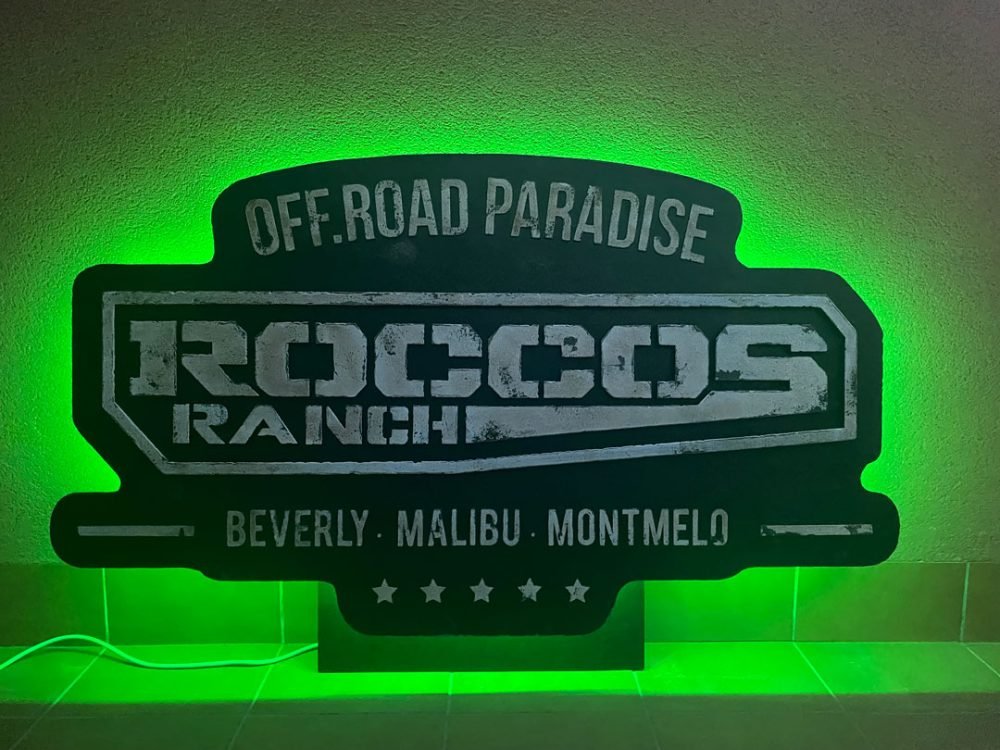 OFF.ROAD PARADISE
ROCCOS
RANCH
BEVERLY · MALIBU · MONTMELO